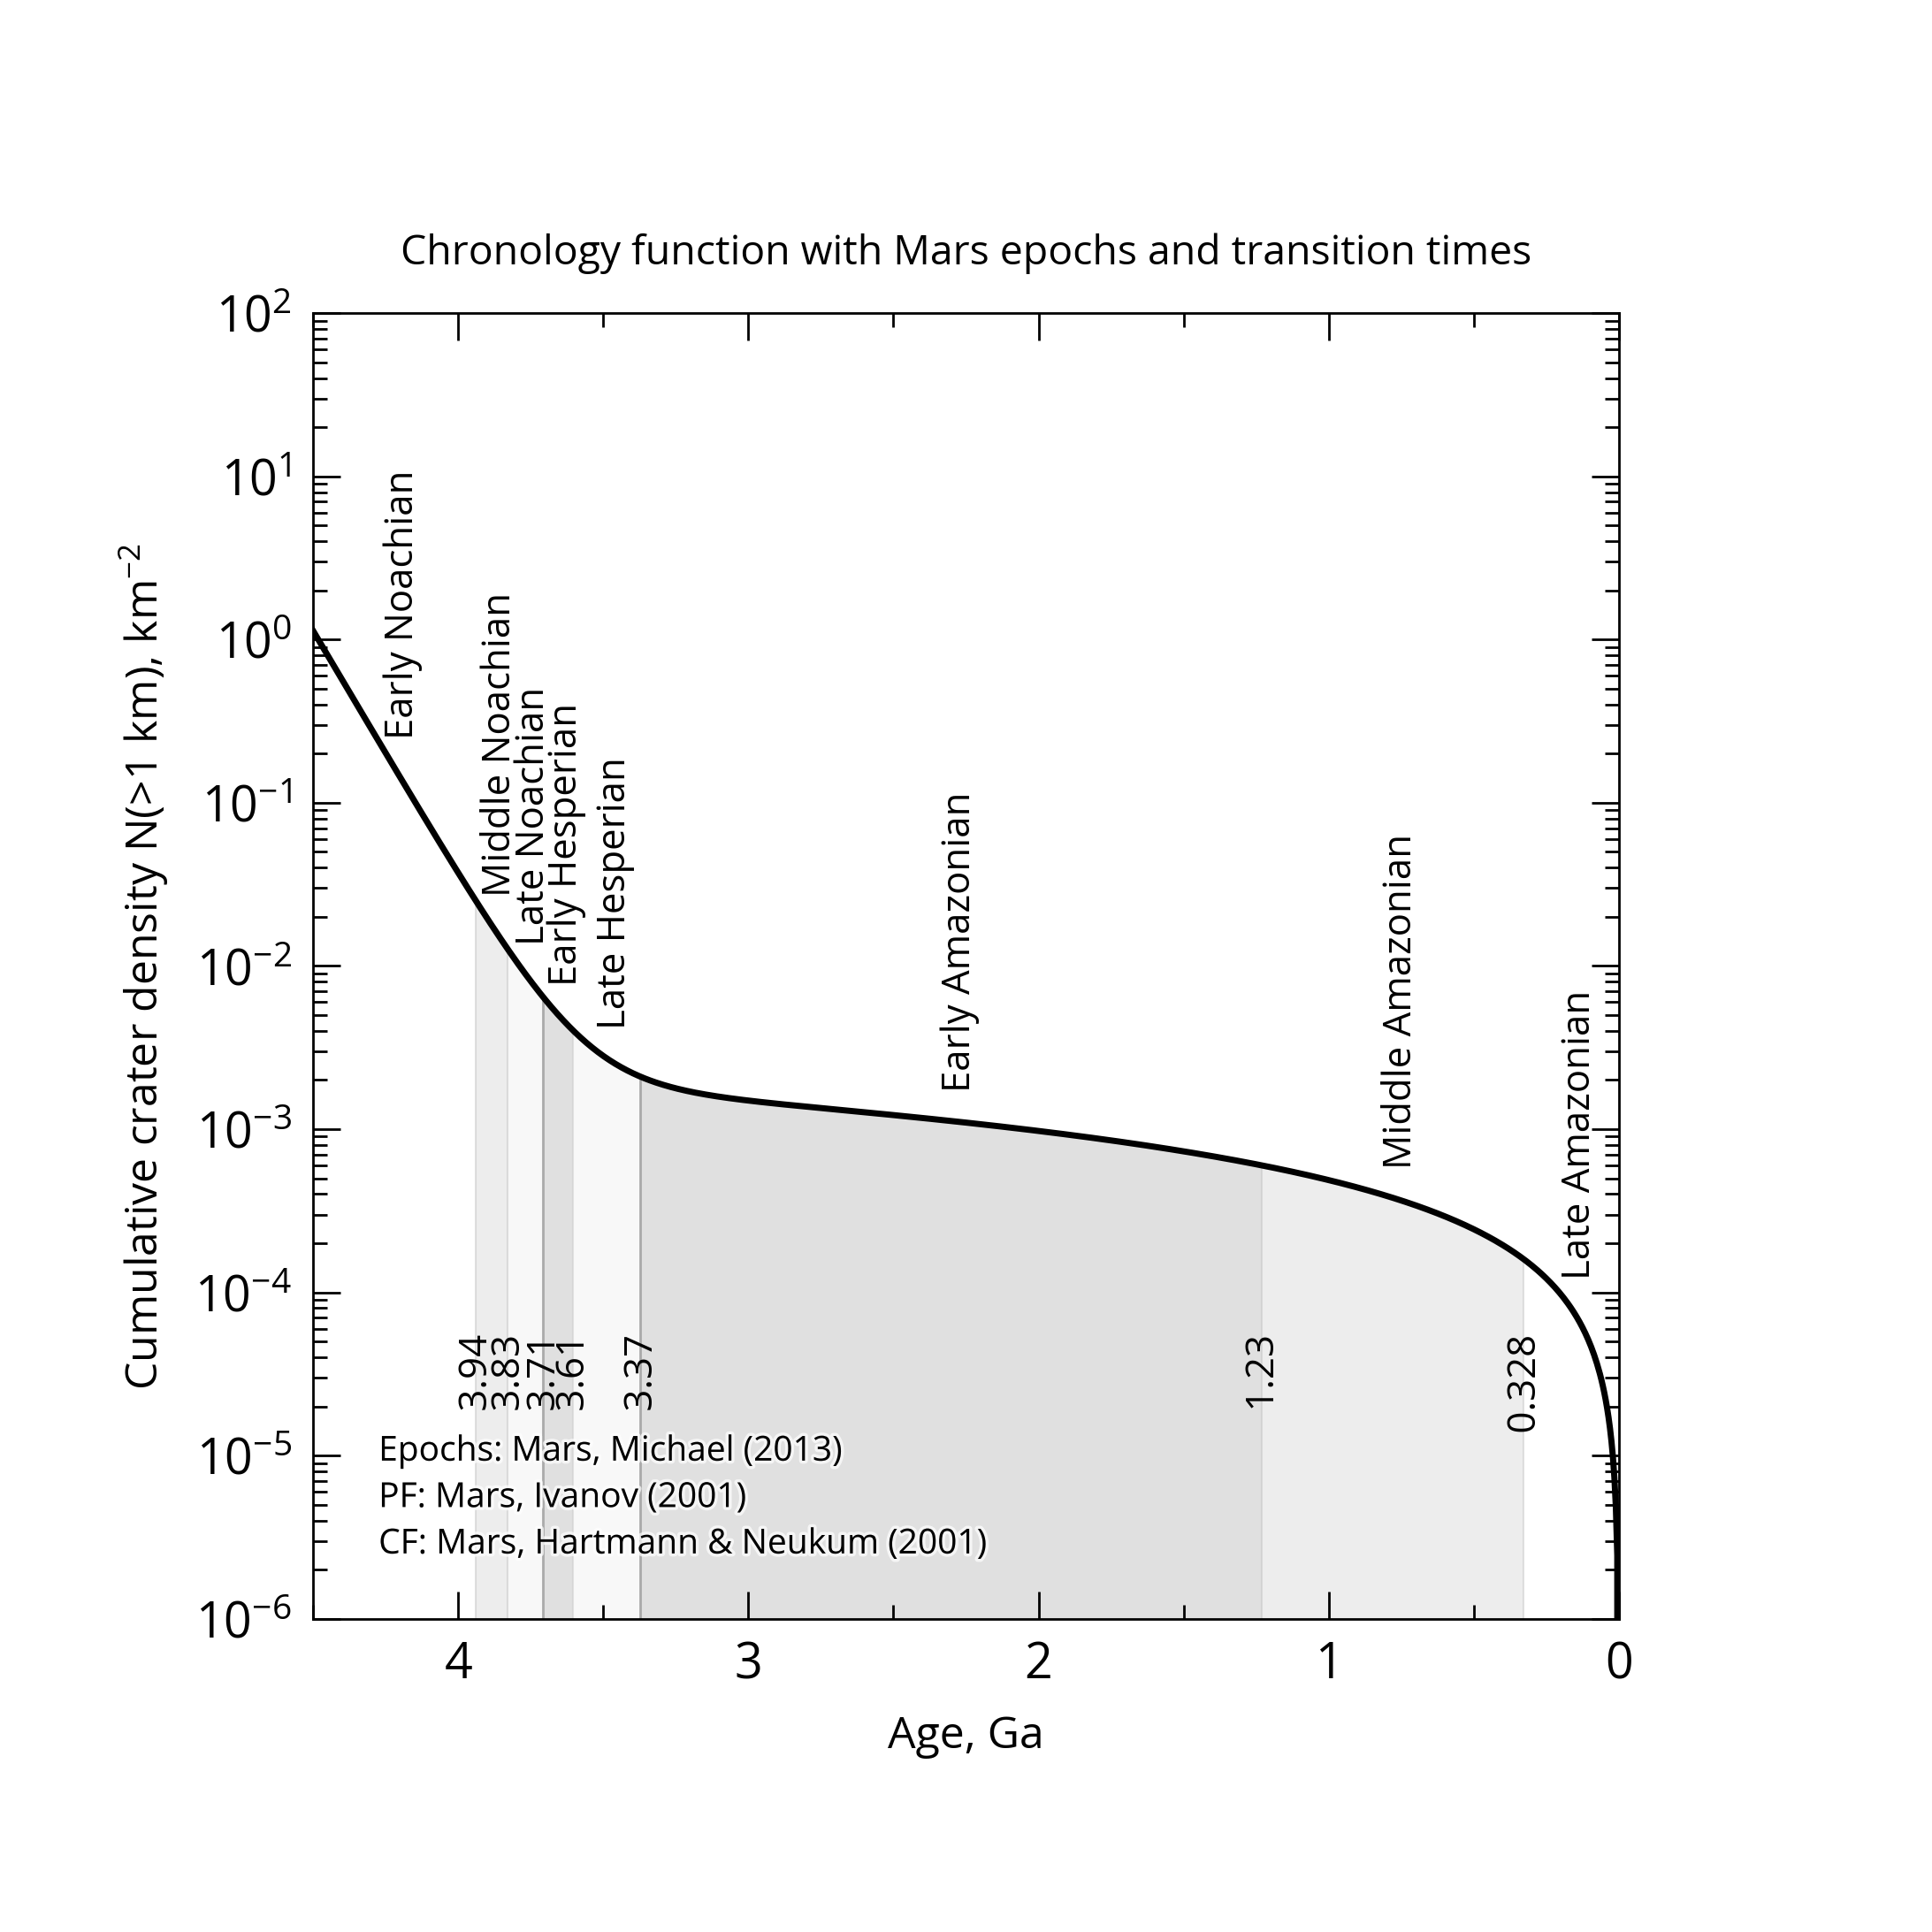 Chronology function with Mars epochs and transition times
10²
10¹
10⁰
10⁻¹
10⁻²
10⁻³
10⁻⁴
10⁻⁵
10⁻⁶
Cumulative crater density N(>1 km), km⁻²
Early Noachian
Middle Noachian
Late Noachian
Early Hesperian
Late Hesperian
Early Amazonian
Middle Amazonian
Late Amazonian
3.94
3.83
3.71
3.61
3.37
1.23
0.328
Epochs: Mars, Michael (2013)
PF: Mars, Ivanov (2001)
CF: Mars, Hartmann & Neukum (2001)
4 3 2 1 0
Age, Ga